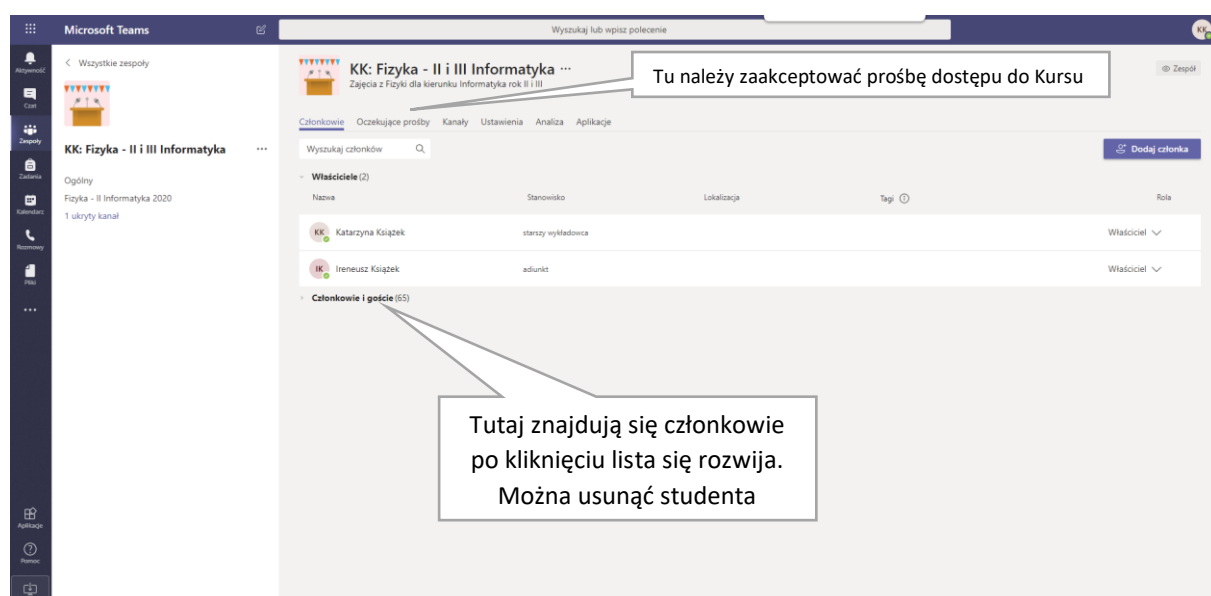 Microsoft Teams
Wyszukaj lub wpisz polecenie
KK
Aktywność
Czat
Zespoły
Zadania
Kalendarz
Rozmowy
Pliki
Aplikacje
Pomoc
Wszystkie zespoły
KK: Fizyka - II i III Informatyka ...
Ogólny
Fizyka - II Informatyka 2020
1 ukryty kanał
KK: Fizyka - II i III Informatyka ...
Zajęcia z Fizyki dla kierunku Informatyka rok II i III
Tu należy zaakceptować prośbę dostępu do Kursu
Zespół
Członkowie Oczekujące prośby Kanały Ustawienia Analiza Aplikacje
Wyszukaj członków
Dodaj członka
Właściciele (2)
Nazwa Stanowisko Lokalizacja Tagi Rola
KK Katarzyna Książek starszy wykładowca Właściciel
IK Ireneusz Książek adiunkt Właściciel
Członkowie i goście (65)
Tutaj znajdują się członkowie
po kliknięciu lista się rozwija.
Można usunąć studenta